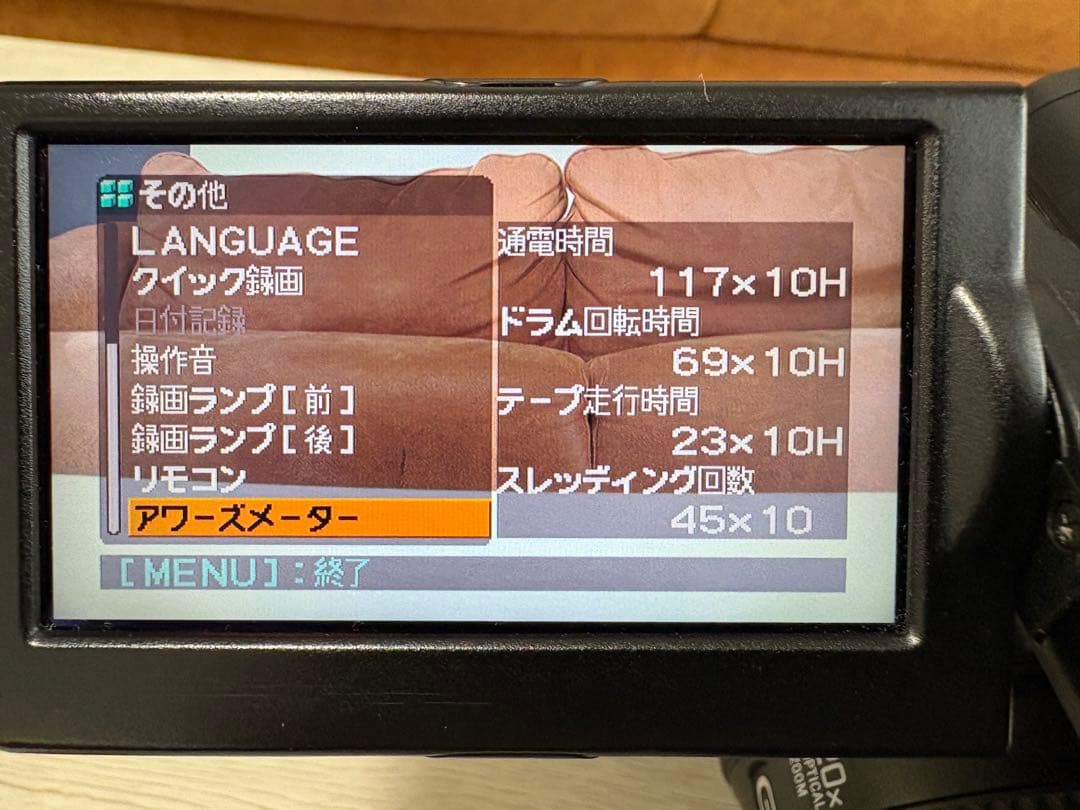 その他
LANGUAGE
クイック録画
日付記録
操作音
録画ランプ[前]
録画ランプ[後]
リモコン
アワーズメーター
通電時間
117×10H
ドラム回転時間
69×10H
テープ走行時間
23×10H
スレッディング回数
45×10
[MENU]:終了
0x
OPTICAL
ZOOM
G